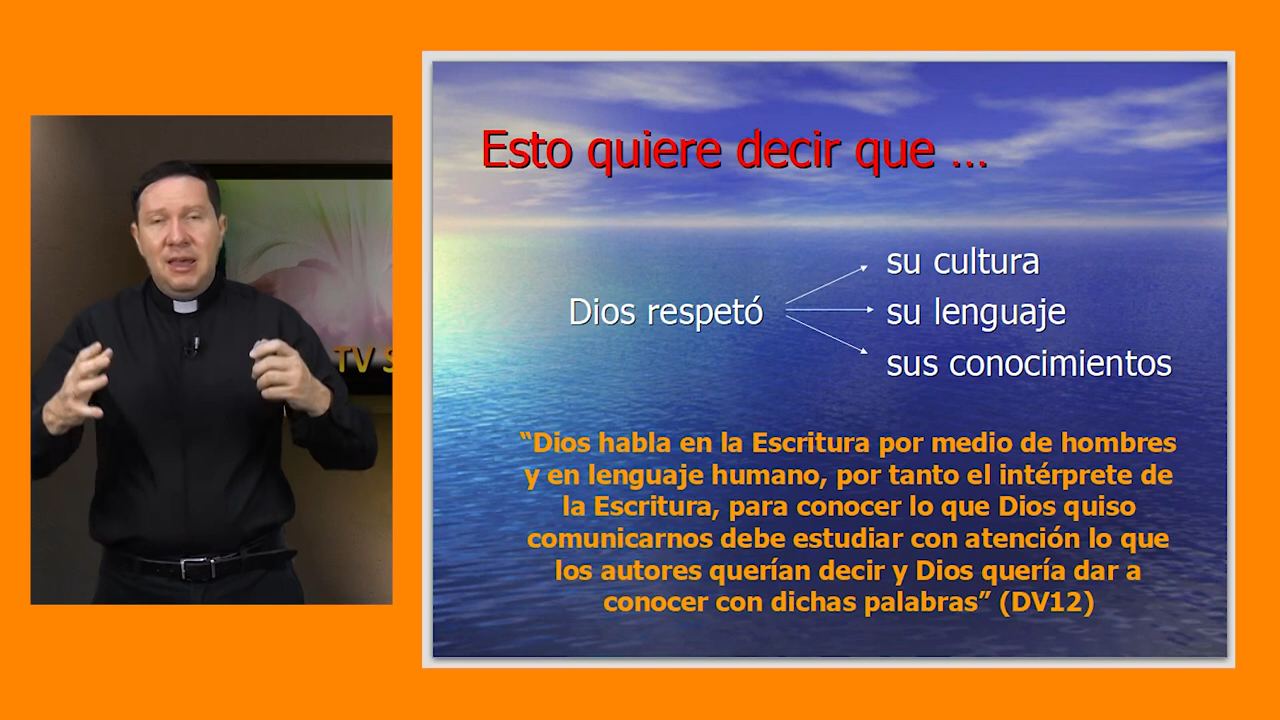 Esto quiere decir que ...
su cultura
Dios respetó
su lenguaje
sus conocimientos
“Dios habla en la Escritura por medio de hombres
y en lenguaje humano, por tanto el intérprete de
la Escritura, para conocer lo que Dios quiso
comunicarnos debe estudiar con atención lo que
los autores querían decir y Dios quería dar a
conocer con dichas palabras” (DV12)
TV S